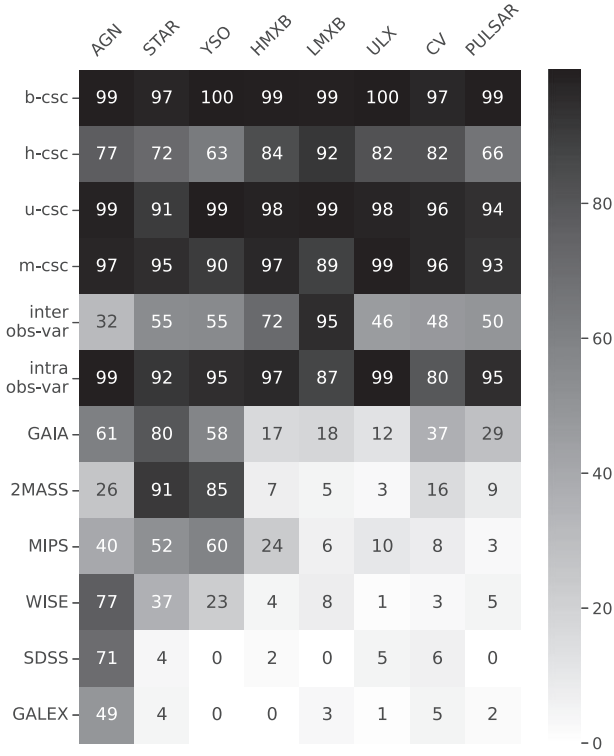 AGN STAR YSO HMXB LMXB ULX CV PULSAR
b-csc 99 97 100 99 99 100 97 99
h-csc 77 72 63 84 92 82 82 66
u-csc 99 91 99 98 99 98 96 94
m-csc 97 95 90 97 89 99 96 93
inter
obs-var 32 55 55 72 95 46 48 50
intra
obs-var 99 92 95 97 87 99 80 95
GAIA 61 80 58 17 18 12 37 29
2MASS 26 91 85 7 5 3 16 9
MIPS 40 52 60 24 6 10 8 3
WISE 77 37 23 4 8 1 3 5
SDSS 71 4 0 2 0 5 6 0
GALEX 49 4 0 0 3 1 5 2
80
60
40
20
0